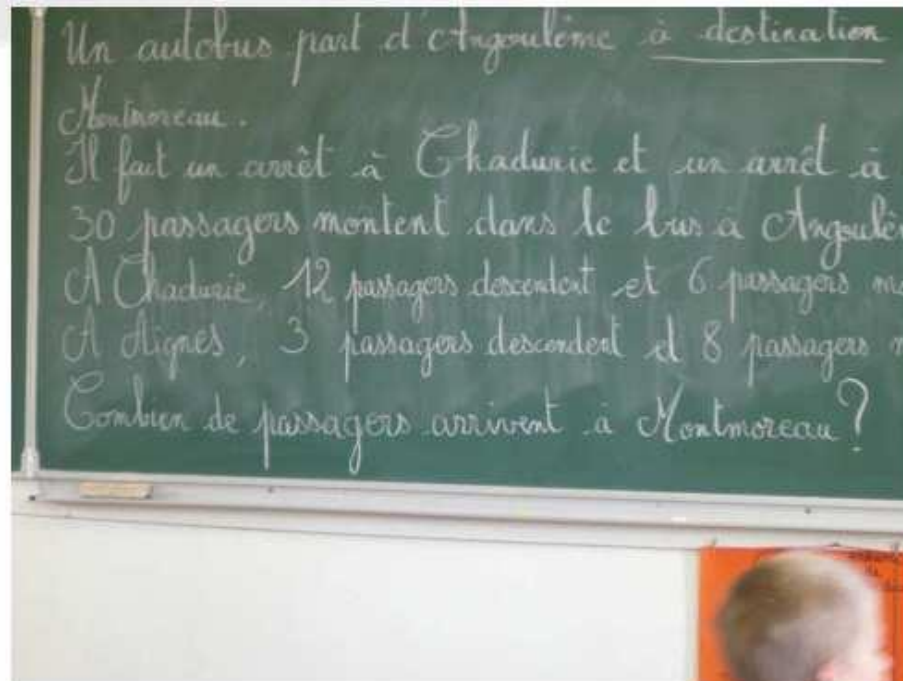 Un autobus part d'Angoulême à destination
Montmoreau.
Il fait un arrêt à Chadurie et un arrêt à
30 passagers montent dans le bus à Angoulê
A Chadurie, 12 passagers descendent et 6 passagers mo
A Aignes, 3 passagers descendent et 8 passagers m
Combien de passagers arrivent à Montmoreau ?